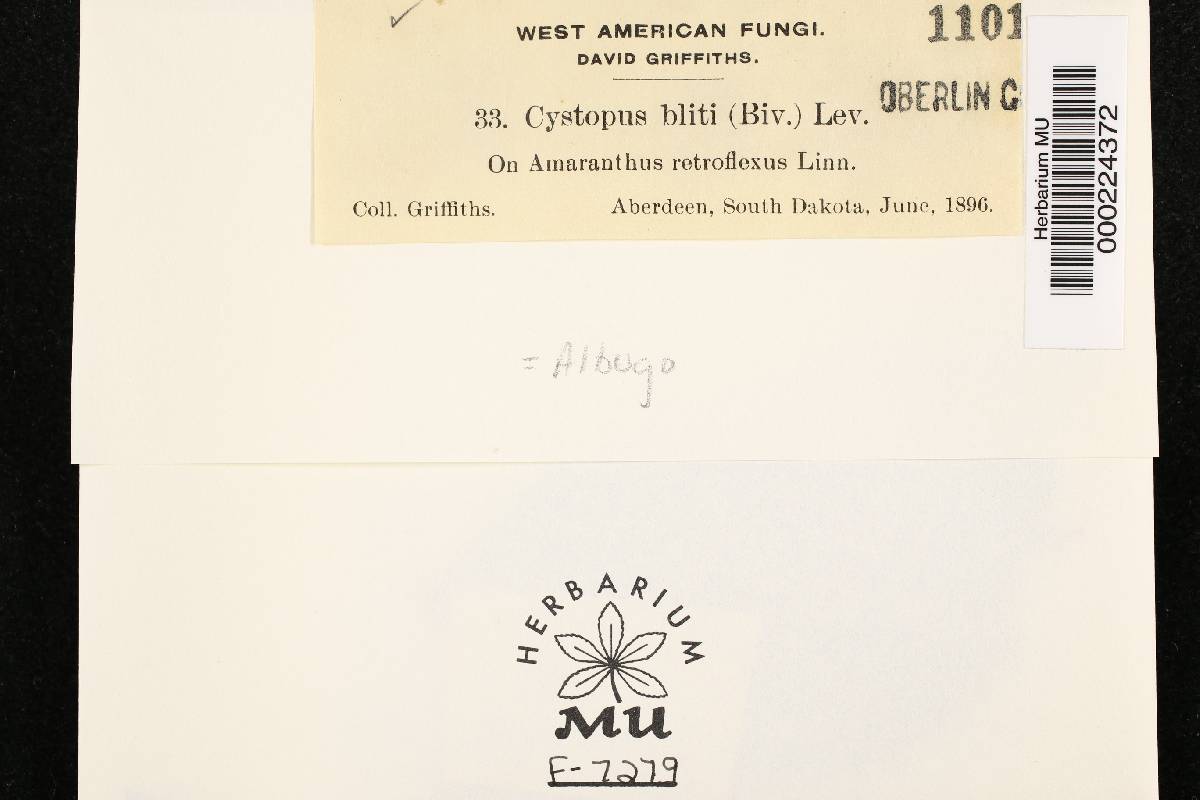 WEST AMERICAN FUNGI.
1101
DAVID GRIFFITHS.
OBERLIN C
33. Cystopus bliti (Biv.) Lev.
On Amaranthus retroflexus Linn.
Coll. Griffiths. Aberdeen, South Dakota, June, 1896.
Herbarium MU
000224372
= Albugo
HERBARIUM
MU
F-7279